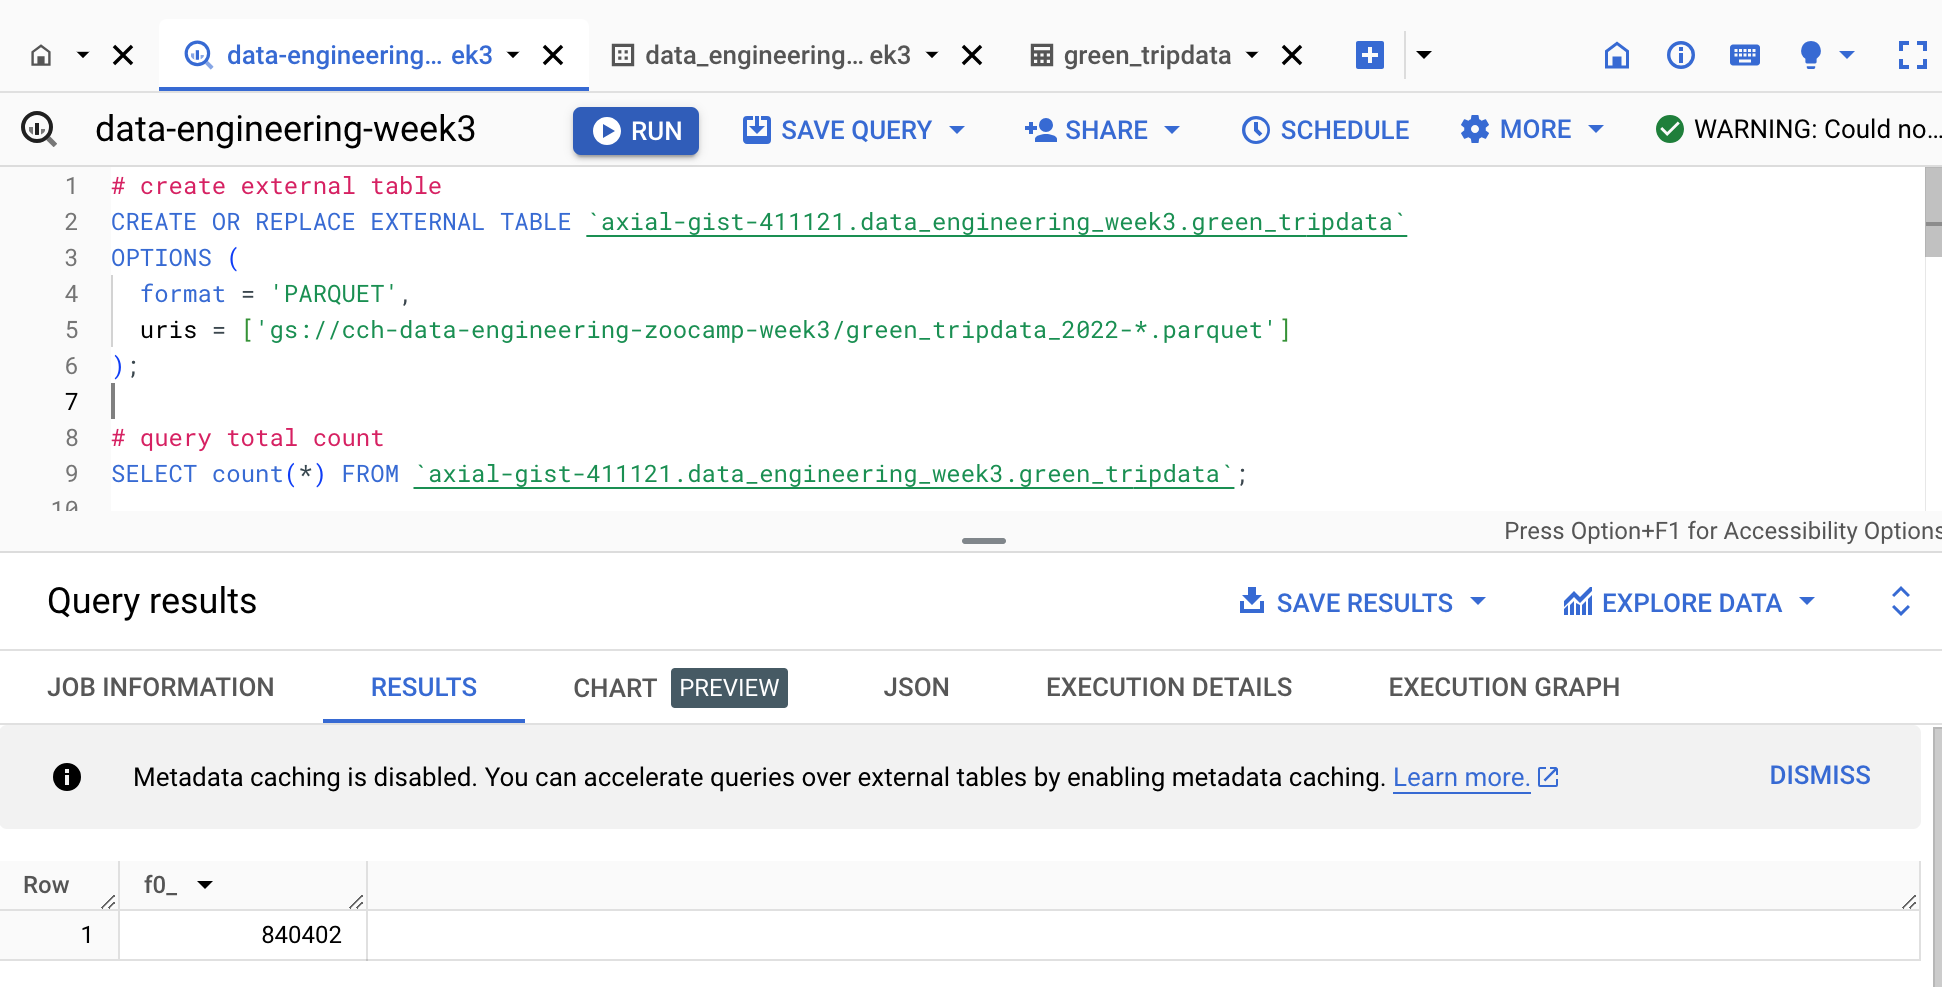 data-engineering... ek3
data_engineering... ek3
green_tripdata
data-engineering-week3
RUN
SAVE QUERY
SHARE
SCHEDULE
MORE
WARNING: Could no...
1 # create external table
2 CREATE OR REPLACE EXTERNAL TABLE `axial-gist-411121.data_engineering_week3.green_tripdata`
3 OPTIONS (
4 format = 'PARQUET',
5 uris = ['gs://cch-data-engineering-zoocamp-week3/green_tripdata_2022-*.parquet']
6 );
7
8 # query total count
9 SELECT count(*) FROM `axial-gist-411121.data_engineering_week3.green_tripdata`;
10
Press Option+F1 for Accessibility Options
Query results
SAVE RESULTS
EXPLORE DATA
JOB INFORMATION
RESULTS
CHART PREVIEW
JSON
EXECUTION DETAILS
EXECUTION GRAPH
Metadata caching is disabled. You can accelerate queries over external tables by enabling metadata caching. Learn more.
DISMISS
Row f0_
1 840402